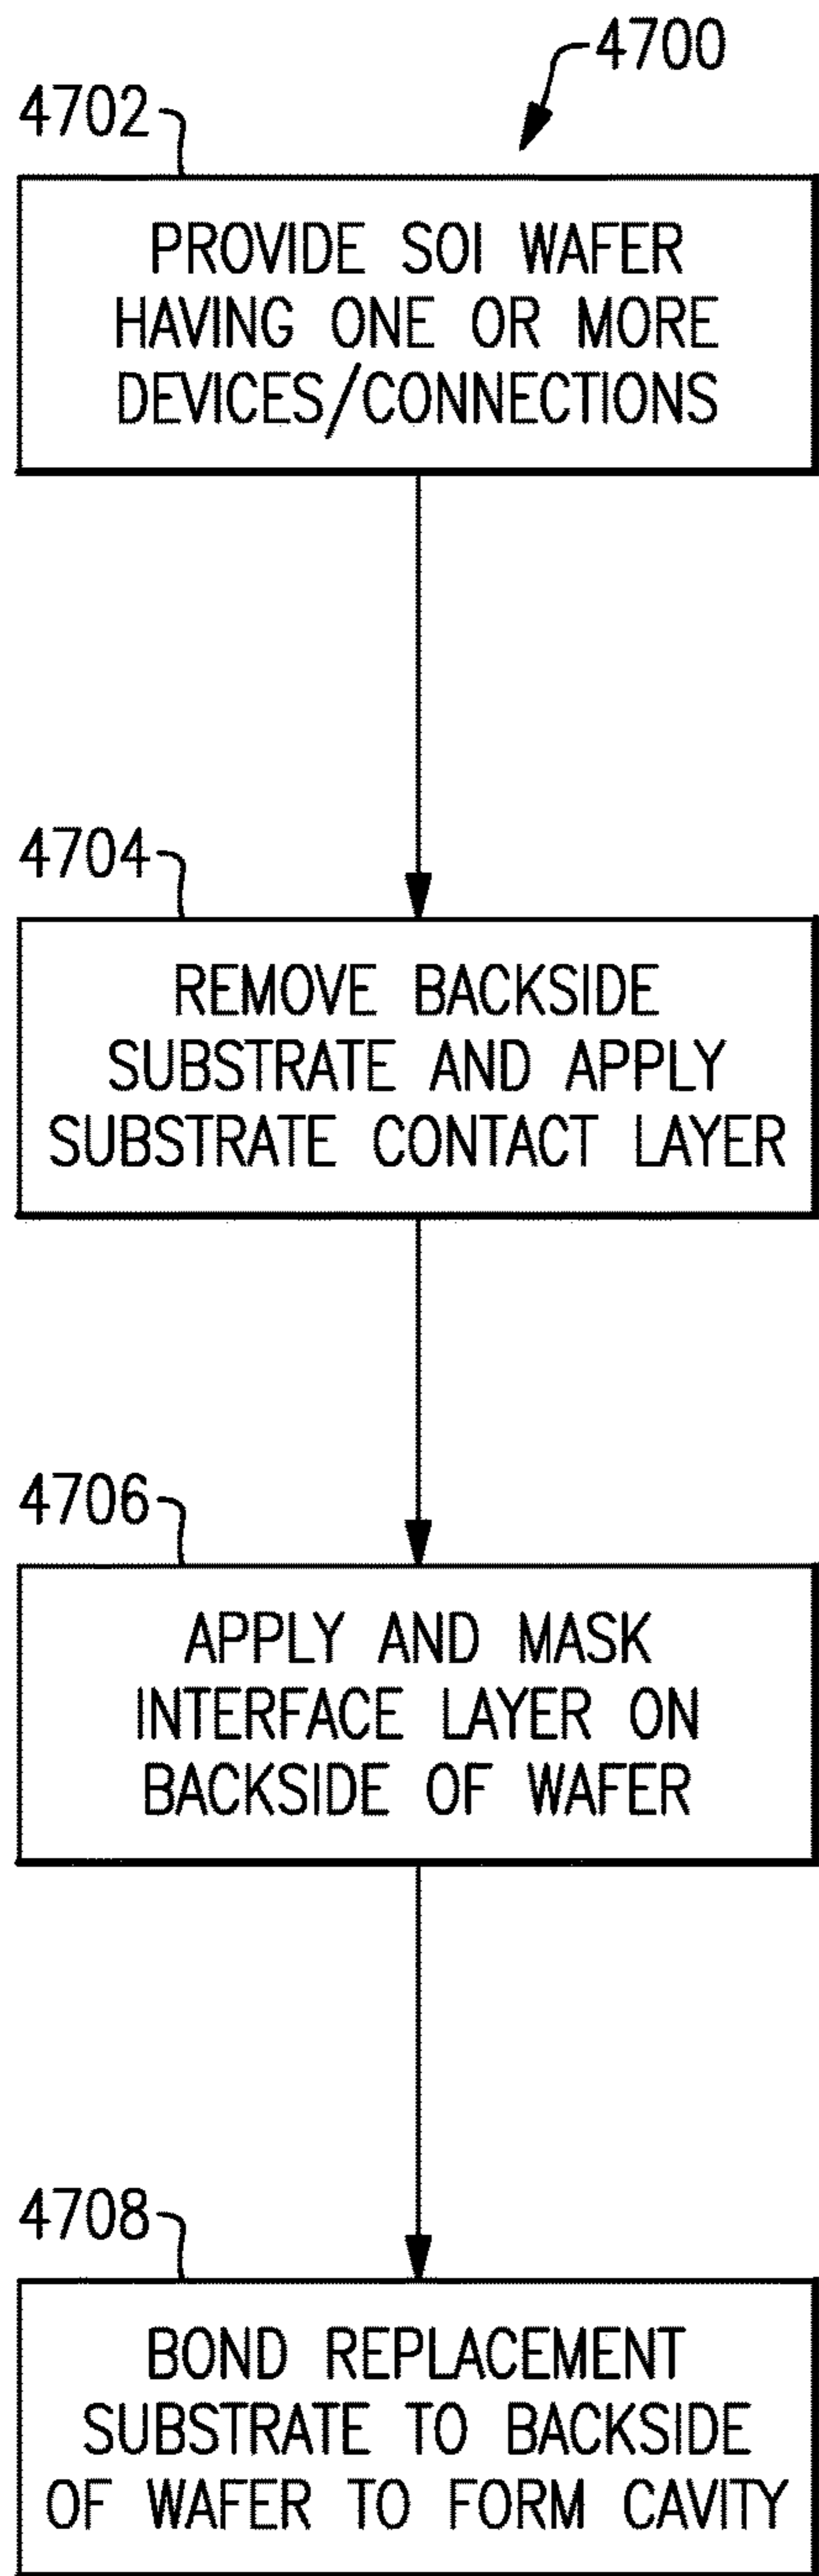 4700
4702
PROVIDE SOI WAFER
HAVING ONE OR MORE
DEVICES/CONNECTIONS
4704
REMOVE BACKSIDE
SUBSTRATE AND APPLY
SUBSTRATE CONTACT LAYER
4706
APPLY AND MASK
INTERFACE LAYER ON
BACKSIDE OF WAFER
4708
BOND REPLACEMENT
SUBSTRATE TO BACKSIDE
OF WAFER TO FORM CAVITY